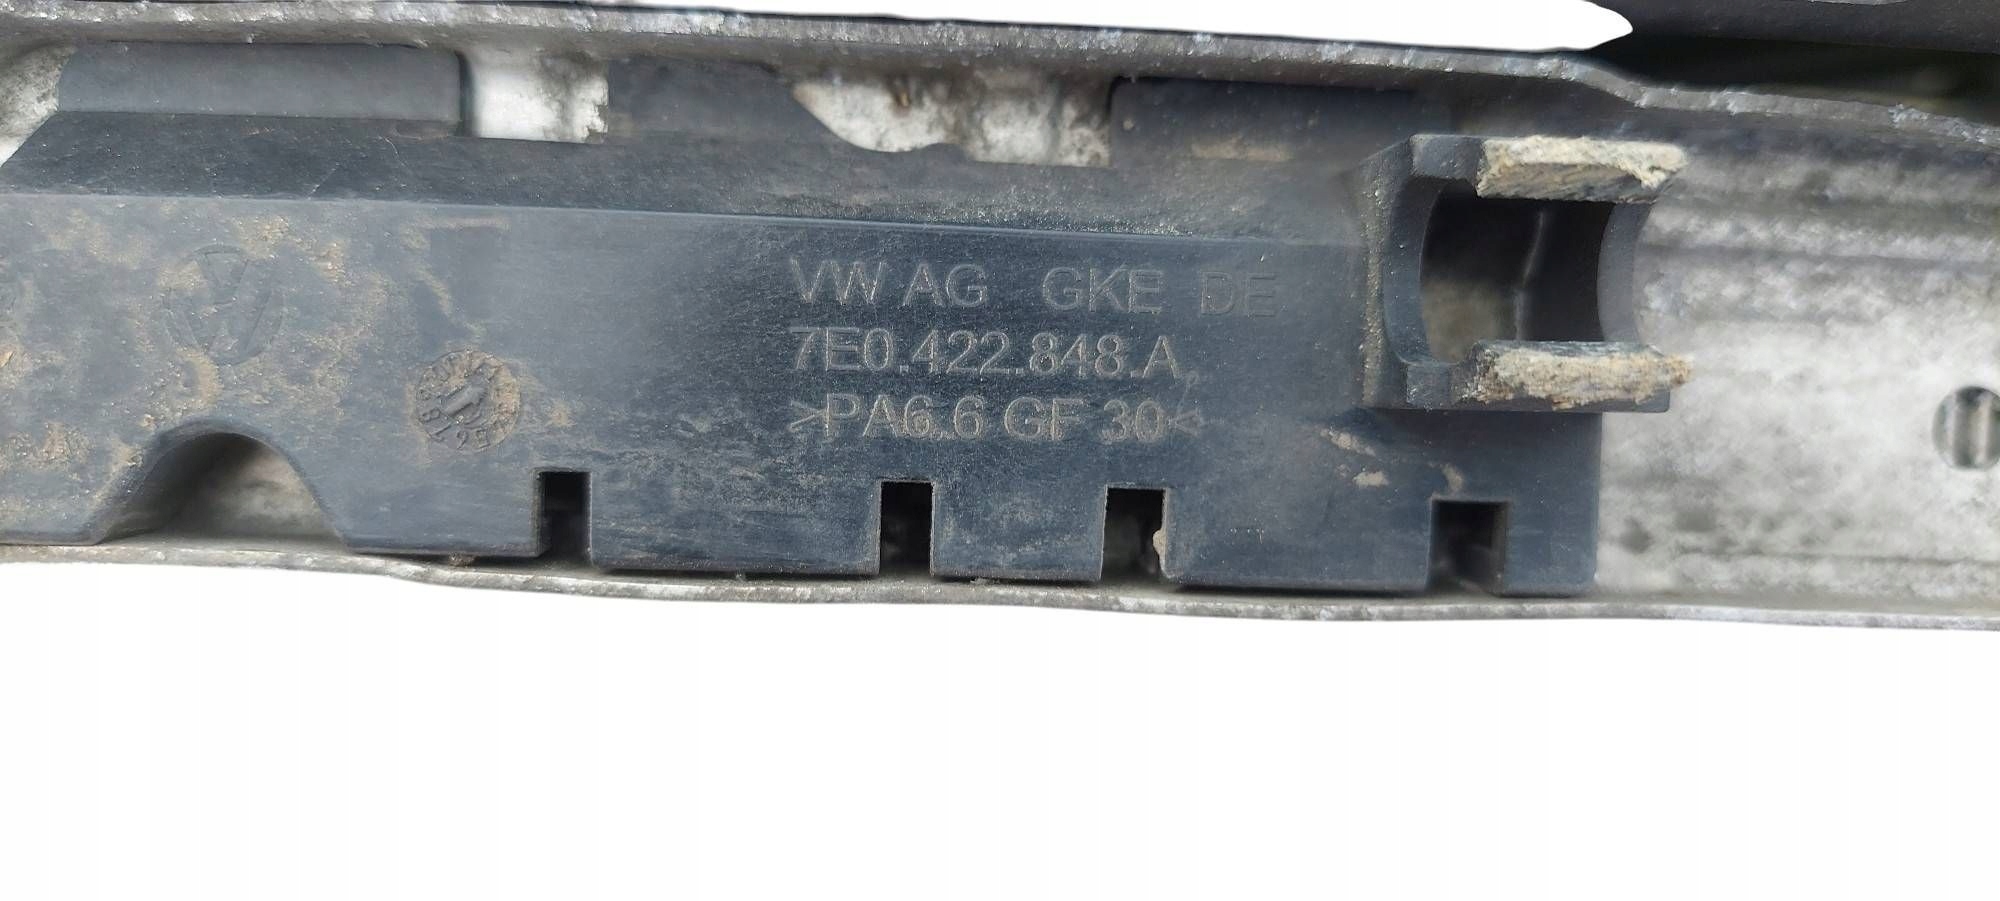 VW AG GKE DE
7E0.422.848.A
>PA6.6 GF 30<